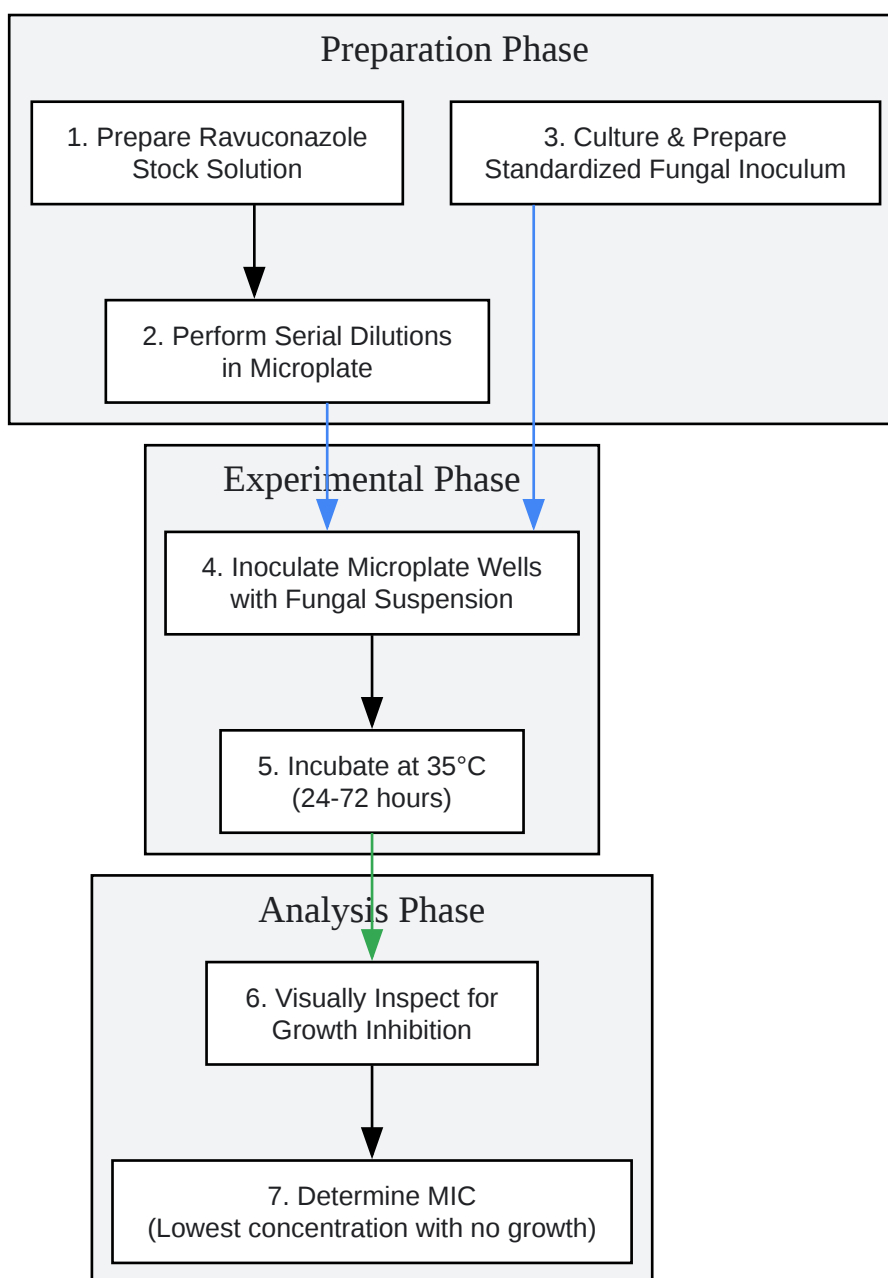 Preparation Phase
1. Prepare Ravuconazole
Stock Solution
3. Culture & Prepare
Standardized Fungal Inoculum
2. Perform Serial Dilutions
in Microplate
Experimental Phase
4. Inoculate Microplate Wells
with Fungal Suspension
5. Incubate at 35°C
(24-72 hours)
Analysis Phase
6. Visually Inspect for
Growth Inhibition
7. Determine MIC
(Lowest concentration with no growth)